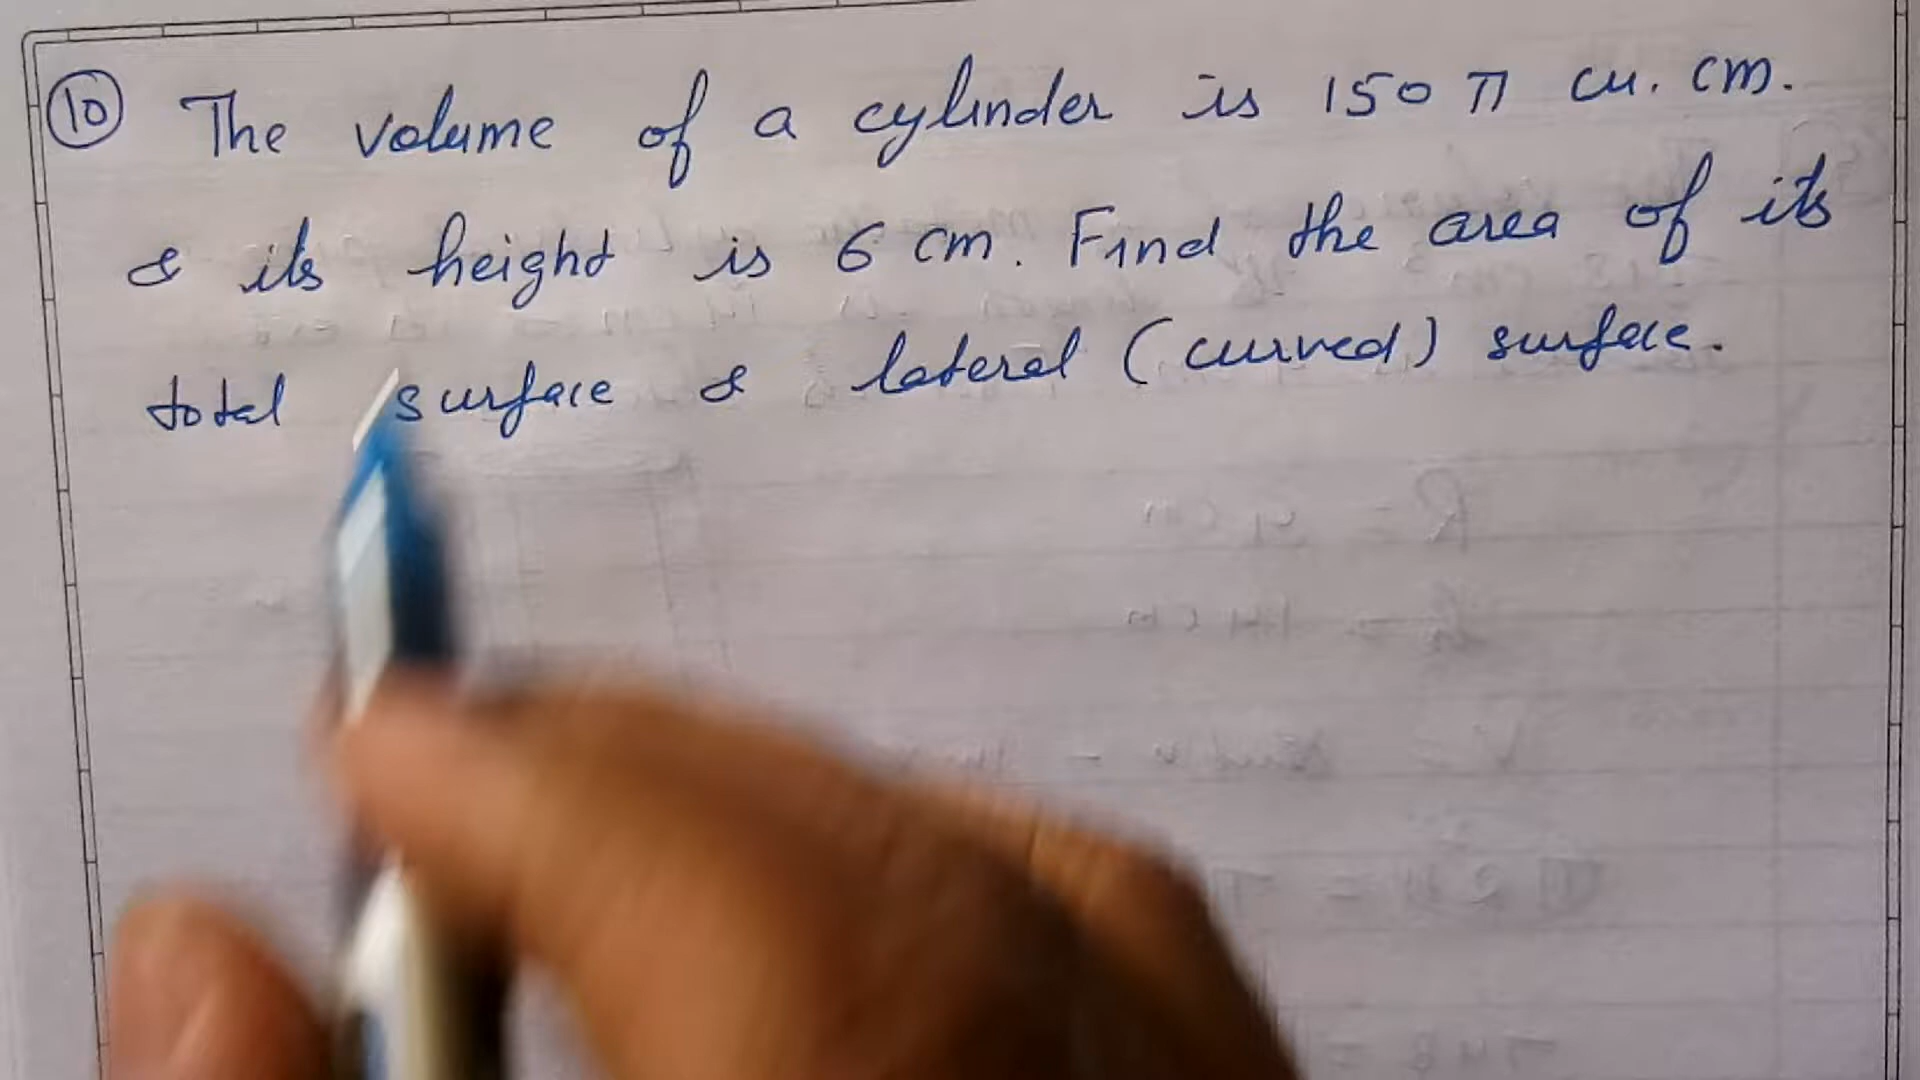 10 The volume of a cylinder is 150 π cu. cm.
& its height is 6 cm. Find the area of its
total surface & lateral (curved) surface.